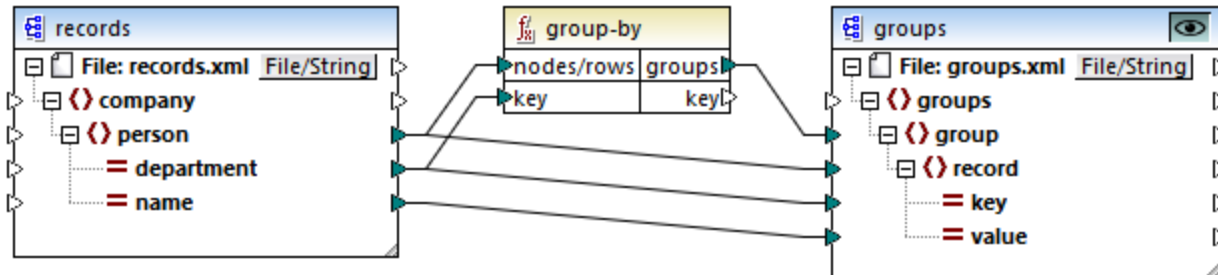 records
File: records.xml File/String
company
person
department
name
group-by
nodes/rows groups
key key
groups
File: groups.xml File/String
groups
group
record
key
value